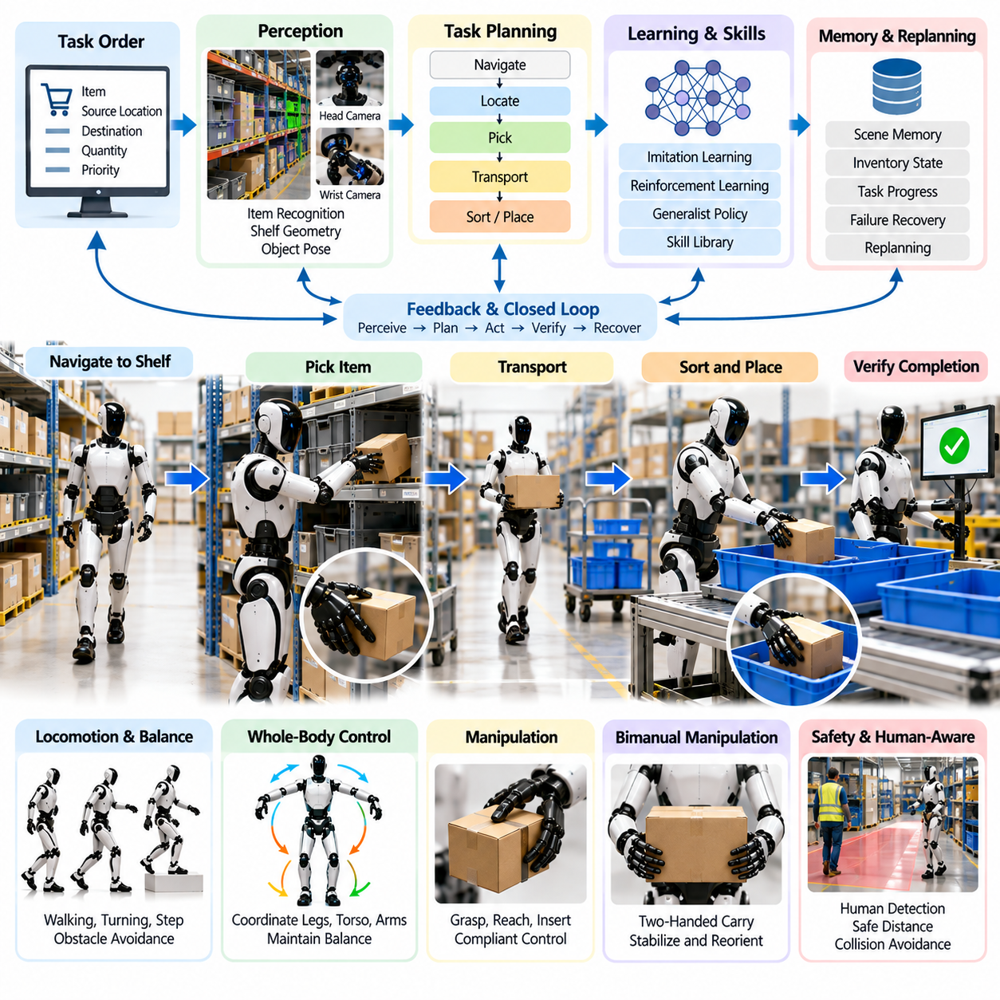 Task Order
Item
Source Location
Destination
Quantity
Priority
Perception
Head Camera
Wrist Camera
Item Recognition
Shelf Geometry
Object Pose
Task Planning
Navigate
Locate
Pick
Transport
Sort / Place
Learning & Skills
Imitation Learning
Reinforcement Learning
Generalist Policy
Skill Library
Memory & Replanning
Scene Memory
Inventory State
Task Progress
Failure Recovery
Replanning
Feedback & Closed Loop
Perceive → Plan → Act → Verify → Recover
Navigate to Shelf
Pick Item
Transport
Sort and Place
Verify Completion
Locomotion & Balance
Walking, Turning, Step
Obstacle Avoidance
Whole-Body Control
Coordinate Legs, Torso, Arms
Maintain Balance
Manipulation
Grasp, Reach, Insert
Compliant Control
Bimanual Manipulation
Two-Handed Carry
Stabilize and Reorient
Safety & Human-Aware
Human Detection
Safe Distance
Collision Avoidance